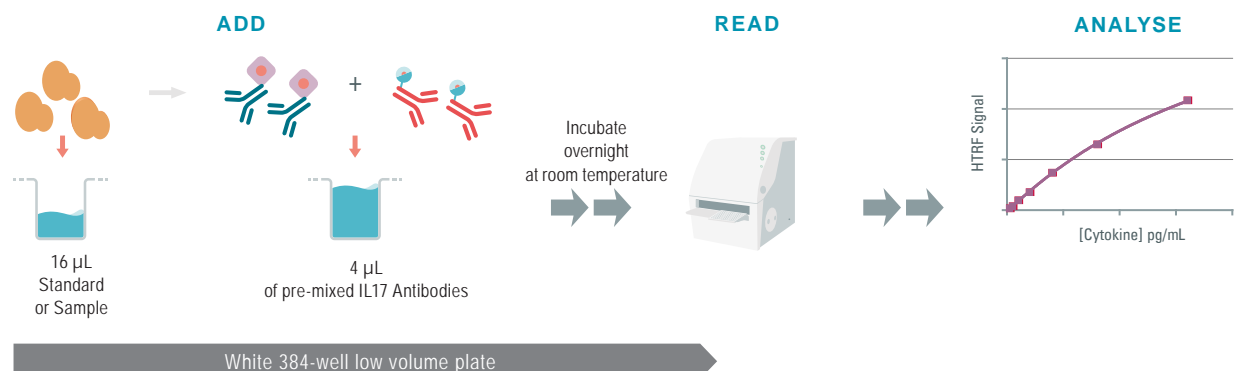 ADD
READ
ANALYSE
+
Incubate
overnight
at room temperature
HTRF Signal
[Cytokine] pg/mL
16 µL
Standard
or Sample
4 µL
of pre-mixed IL17 Antibodies
White 384-well low volume plate